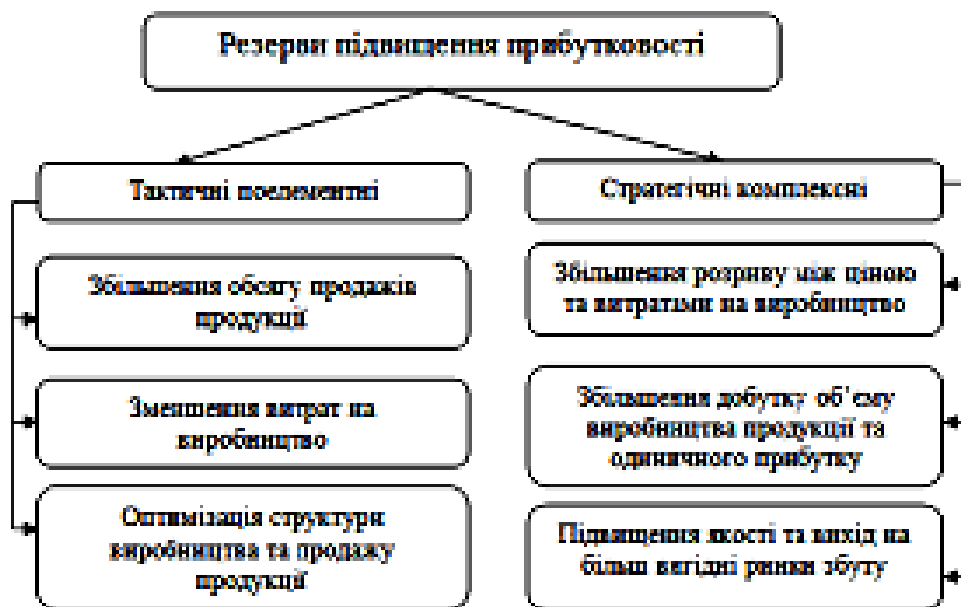 Резерви підвищення прибутковості
Тактичні поелементні
Збільшення обсягу продажів
продукції
Зменшення витрат на
виробництво
Оптимізація структури
виробництва та продажу
продукції
Стратегічні комплексні
Збільшення розриву між ціною
та витратами на виробництво
Збільшення добутку об’єму
виробництва продукції та
одиничного прибутку
Підвищення якості та вихід на
більш вигідні ринки збуту